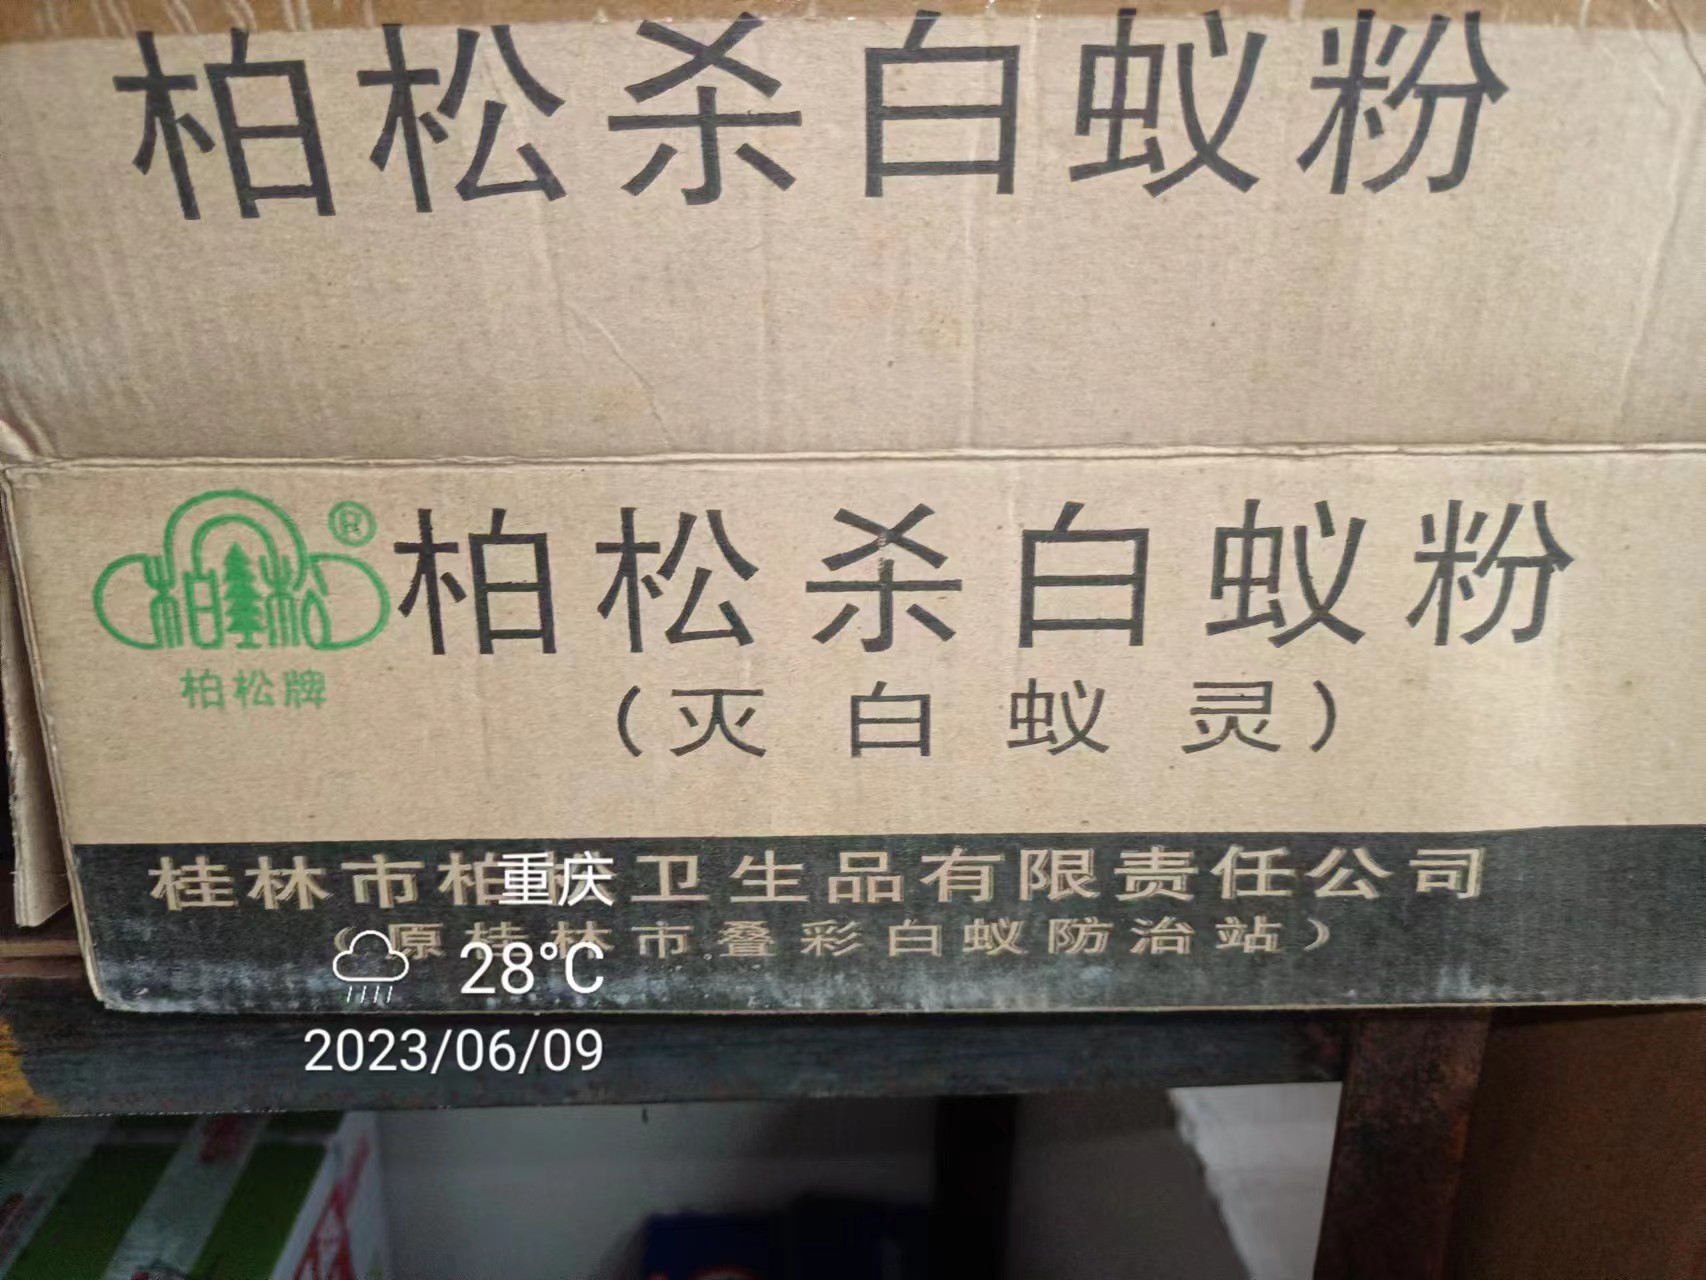 柏松杀白蚁粉
®
柏松
柏松牌
柏松杀白蚁粉
(灭白蚁灵)
桂林市柏 卫生品有限责任公司
(原桂林市叠彩白蚁防治站)
重庆
28°C
2023/06/09